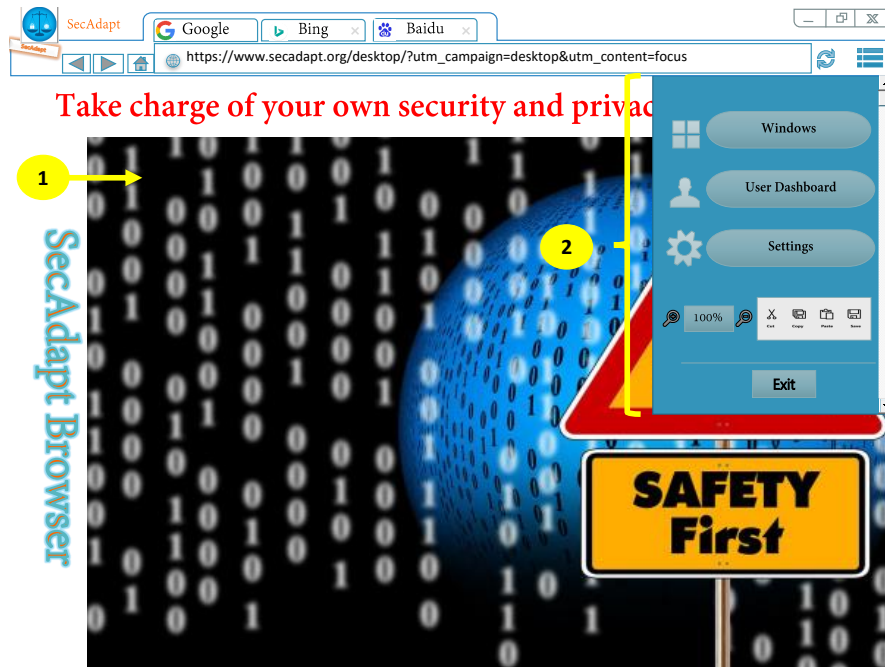 SecAdapt
Google
Bing ×
Baidu ×
SecAdapt
https://www.secadapt.org/desktop/?utm_campaign=desktop&utm_content=focus
Take charge of your own security and privac
1
2
Windows
User Dashboard
Settings
100%
Cut Copy Paste Save
Exit
SecAdapt Browser
SAFETY
First